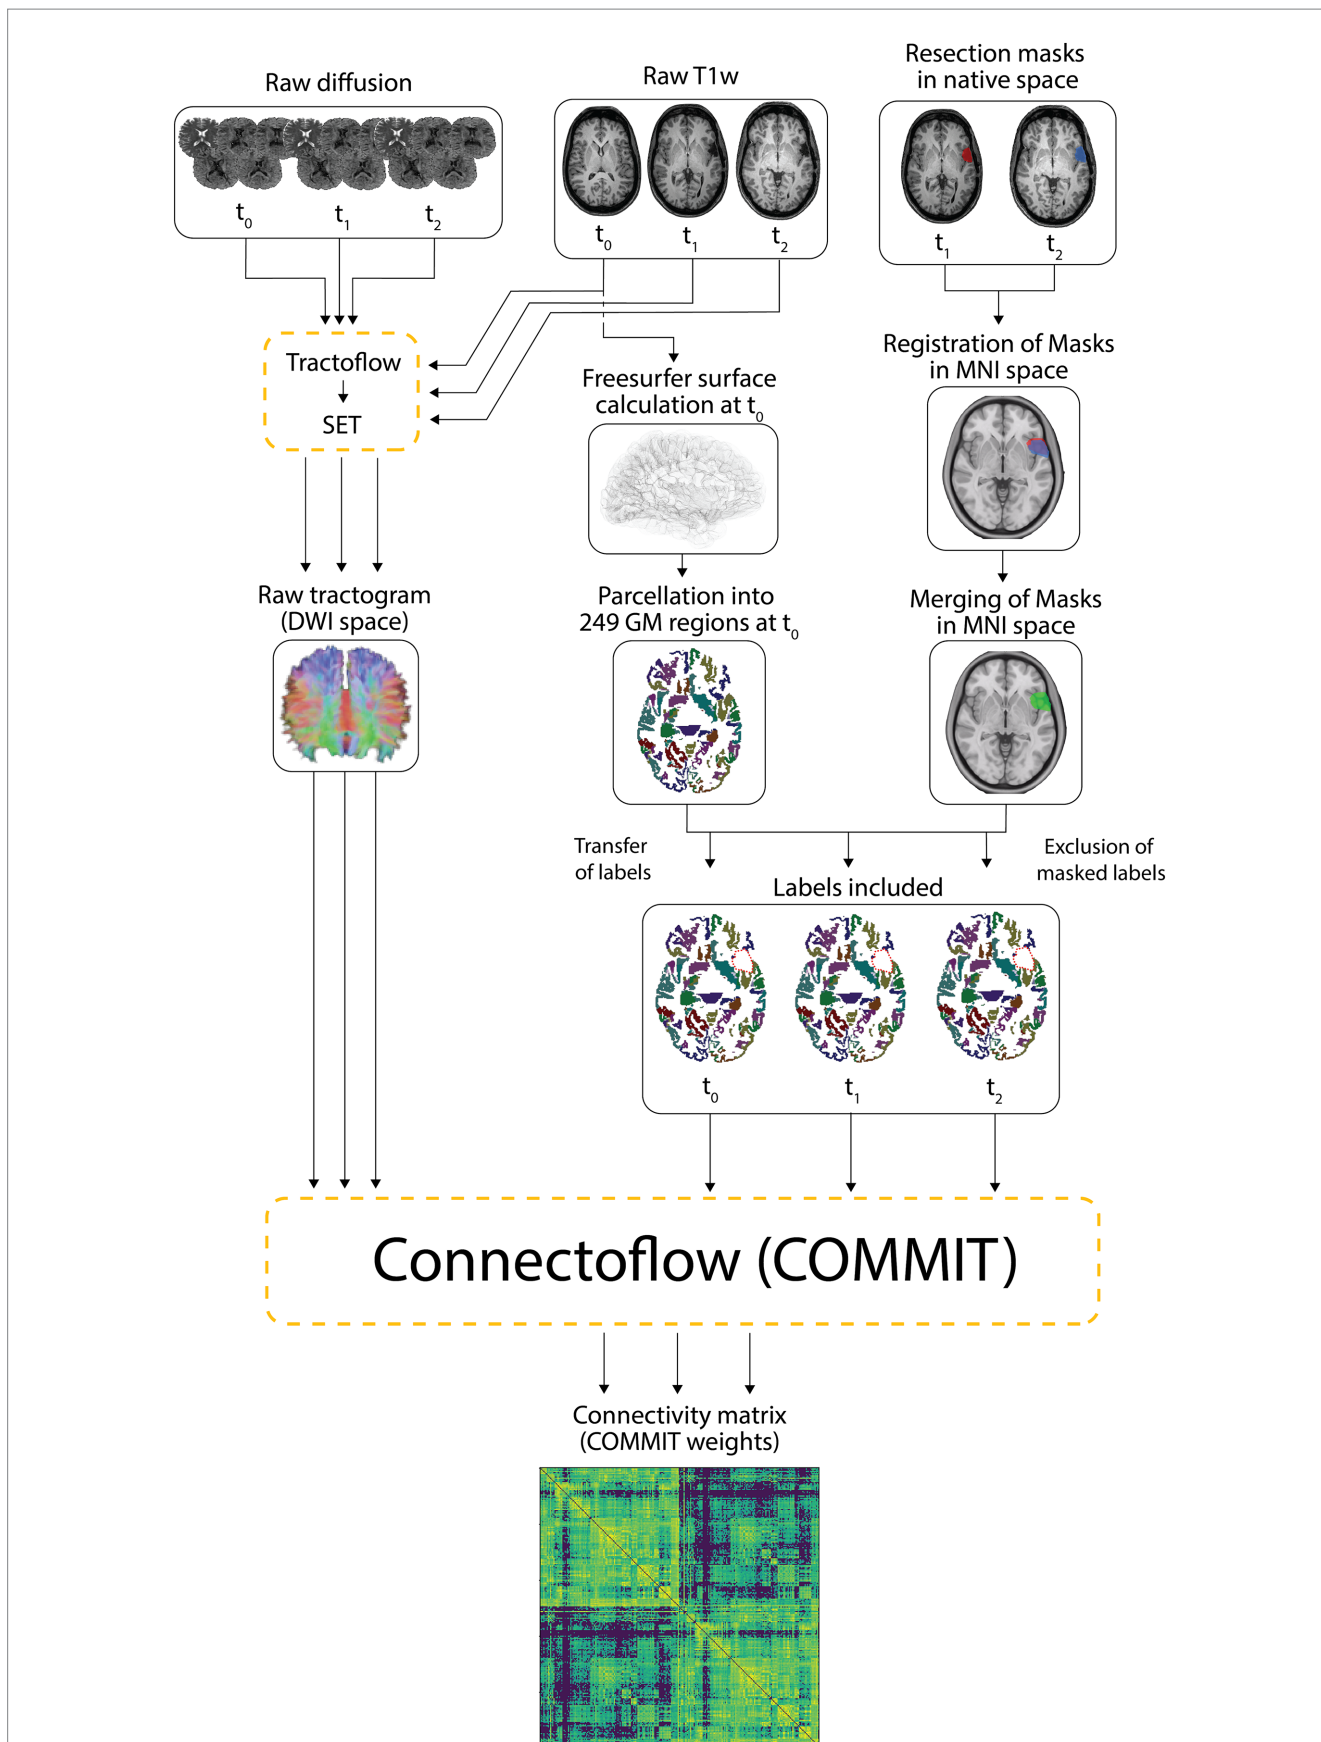 Raw diffusion
t0
t1
t2
Raw T1w
t0
t1
t2
Resection masks
in native space
t1
t2
Tractoflow
SET
Freesurfer surface
calculation at t0
Registration of Masks
in MNI space
Raw tractogram
(DWI space)
Parcellation into
249 GM regions at t0
Merging of Masks
in MNI space
Transfer
of labels
Exclusion of
masked labels
Labels included
t0
t1
t2
Connectoflow (COMMIT)
Connectivity matrix
(COMMIT weights)